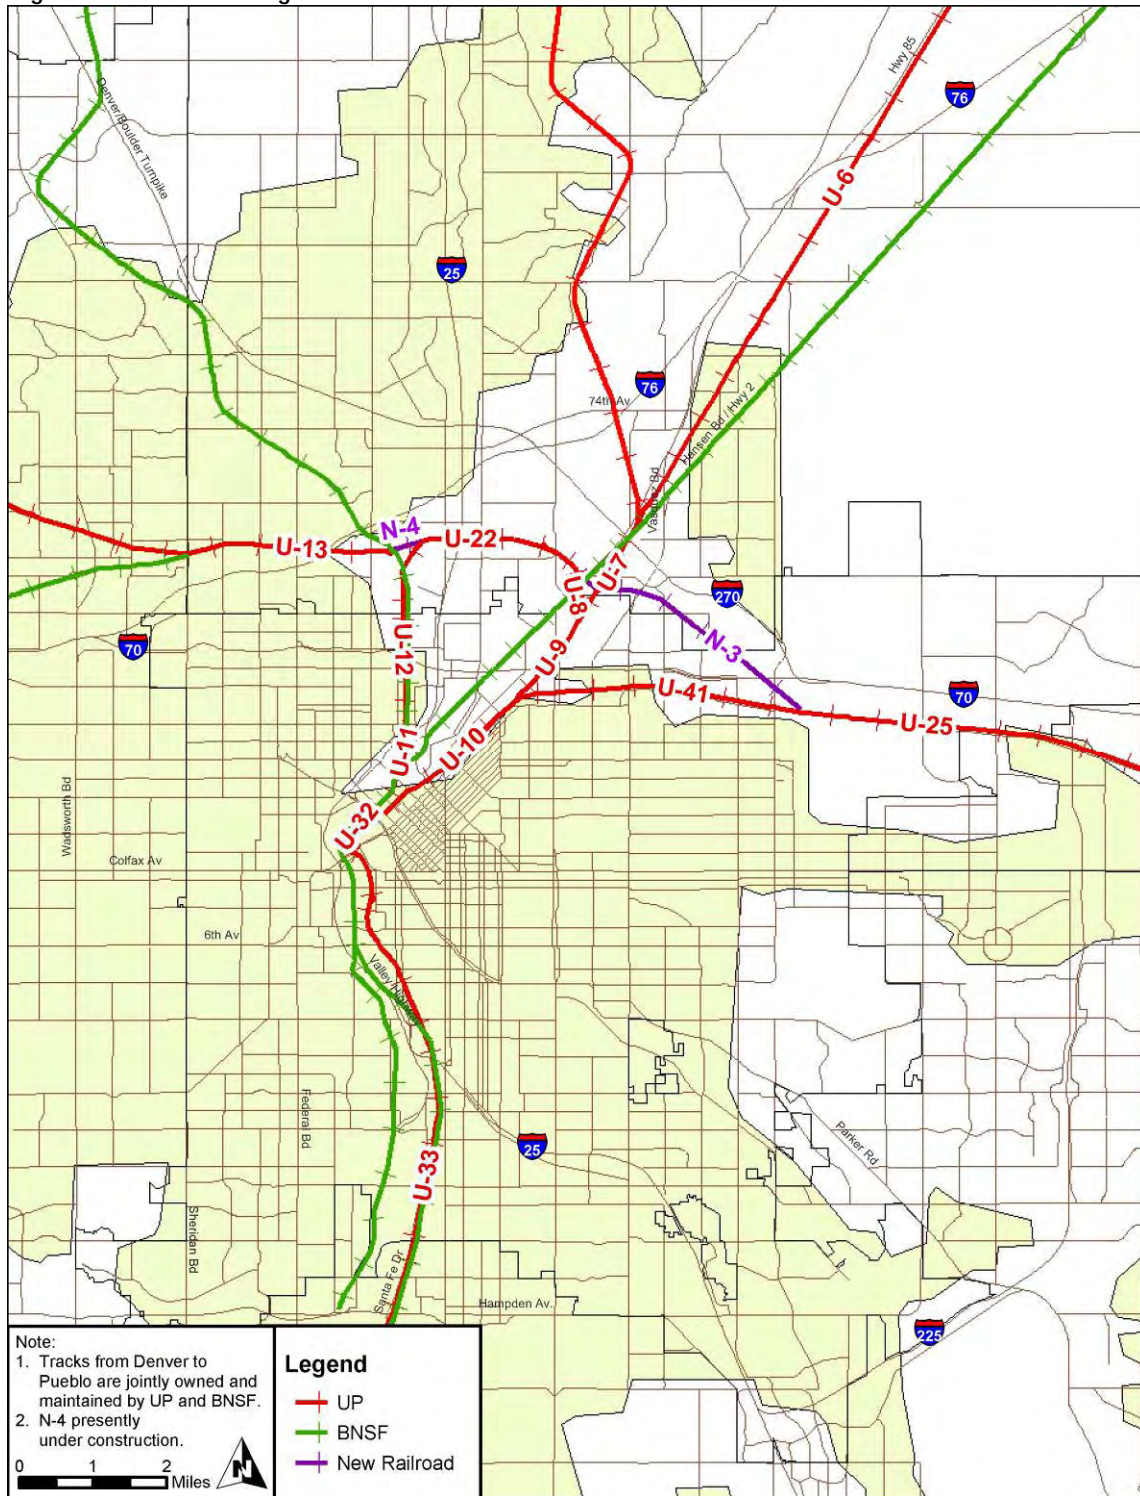 Hwy 85
76
Denver/Boulder Turnpike
U-6
25
76
74th Av
Hansen Bd / Hwy 2
Vasquez Bd
N-4
U-13
U-22
U-7
U-8
270
U-12
70
N-3
U-9
U-41
70
U-25
U-11
U-10
Wadsworth Bd
U-32
Colfax Av
6th Av
Federal Bd
25
Parker Rd
U-33
Sheridan Bd
Santa Fe Dr
Hampden Av.
225
Note:
1. Tracks from Denver to
Pueblo are jointly owned and
maintained by UP and BNSF.
2. N-4 presently
under construction.
N
0 1 2
Miles
Legend
UP
BNSF
New Railroad